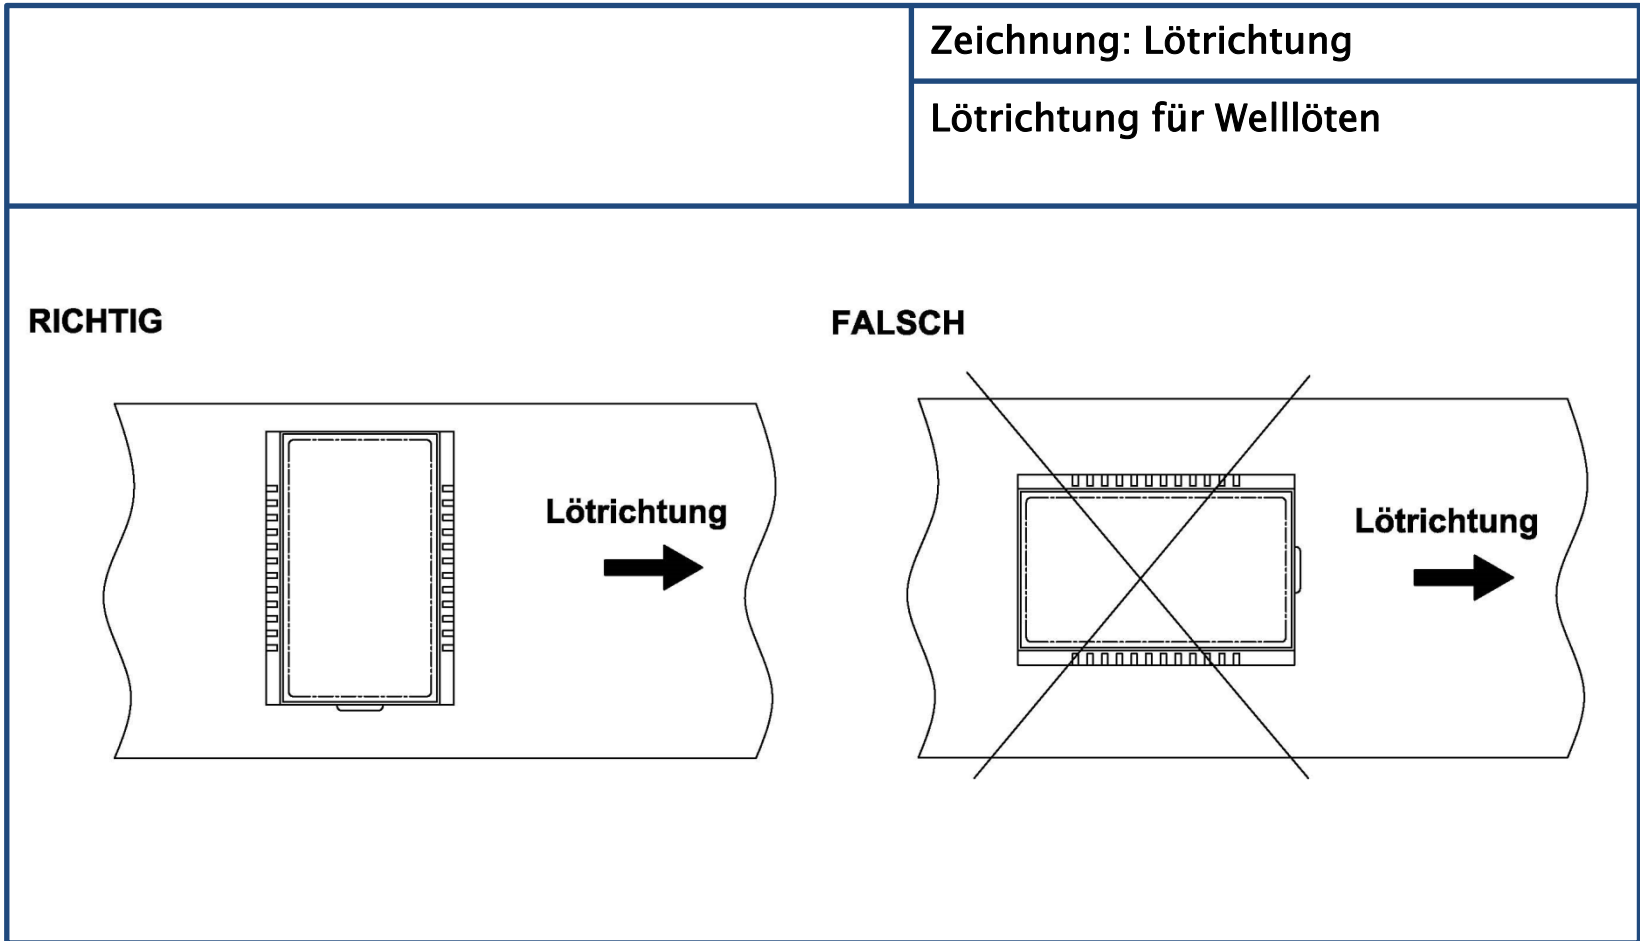 Zeichnung: Lötrichtung
Lötrichtung für Welllöten
RICHTIG
FALSCH
Lötrichtung
Lötrichtung